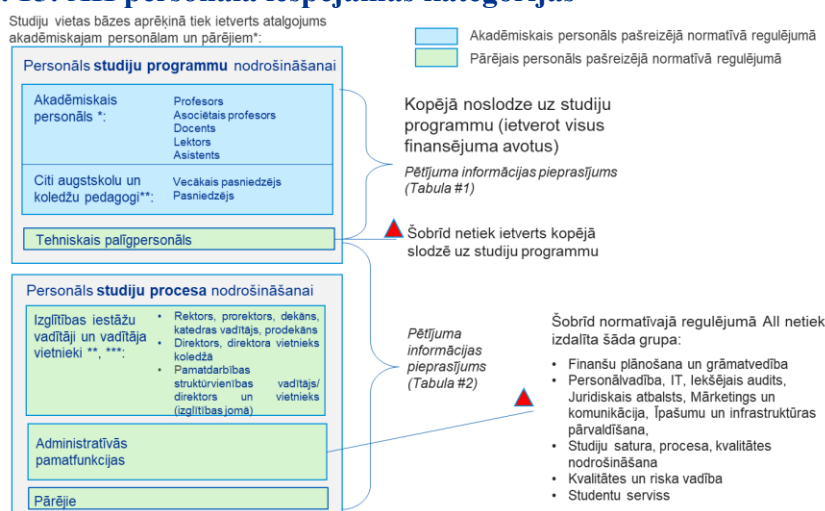 Studiju vietas bāzes aprēķinā tiek ietverts atalgojums
akadēmiskajam personālam un pārējiem*:
Akadēmiskais personāls pašreizējā normatīvā regulējumā
Pārējais personāls pašreizējā normatīvā regulējumā
Personāls studiju programmu nodrošināšanai
Akadēmiskais
personāls *:
Profesors
Asociētais profesors
Docents
Lektors
Asistents
Citi augstskolu un
koledžu pedagogi**:
Vecākais pasniedzējs
Pasniedzējs
Tehniskais palīgpersonāls
Kopējā noslodze uz studiju
programmu (ietverot visus
finansējuma avotus)
Pētījuma informācijas pieprasījums
(Tabula #1)
Šobrīd netiek ietverts kopējā
slodzē uz studiju programmu
Personāls studiju procesa nodrošināšanai
Izglītības iestāžu
vadītāji un vadītāja
vietnieki **, ***:
• Rektors, prorektors, dekāns,
katedras vadītājs, prodekāns
• Direktors, direktora vietnieks
koledžā
• Pamatdarbības
struktūrvienības vadītājs/
direktors un vietnieks
(izglītības jomā)
Administratīvās
pamatfunkcijas
Pārējie
Pētījuma
informācijas
pieprasījums
(Tabula #2)
Šobrīd normatīvajā regulējumā AII netiek
izdalīta šāda grupa:
• Finanšu plānošana un grāmatvedība
• Personālvadība, IT, Iekšējais audits,
Juridiskais atbalsts, Mārketings un
komunikācija, Īpašumu un infrastruktūras
pārvaldīšana,
• Studiju satura, procesa, kvalitātes
nodrošināšana
• Kvalitātes un riska vadība
• Studentu serviss